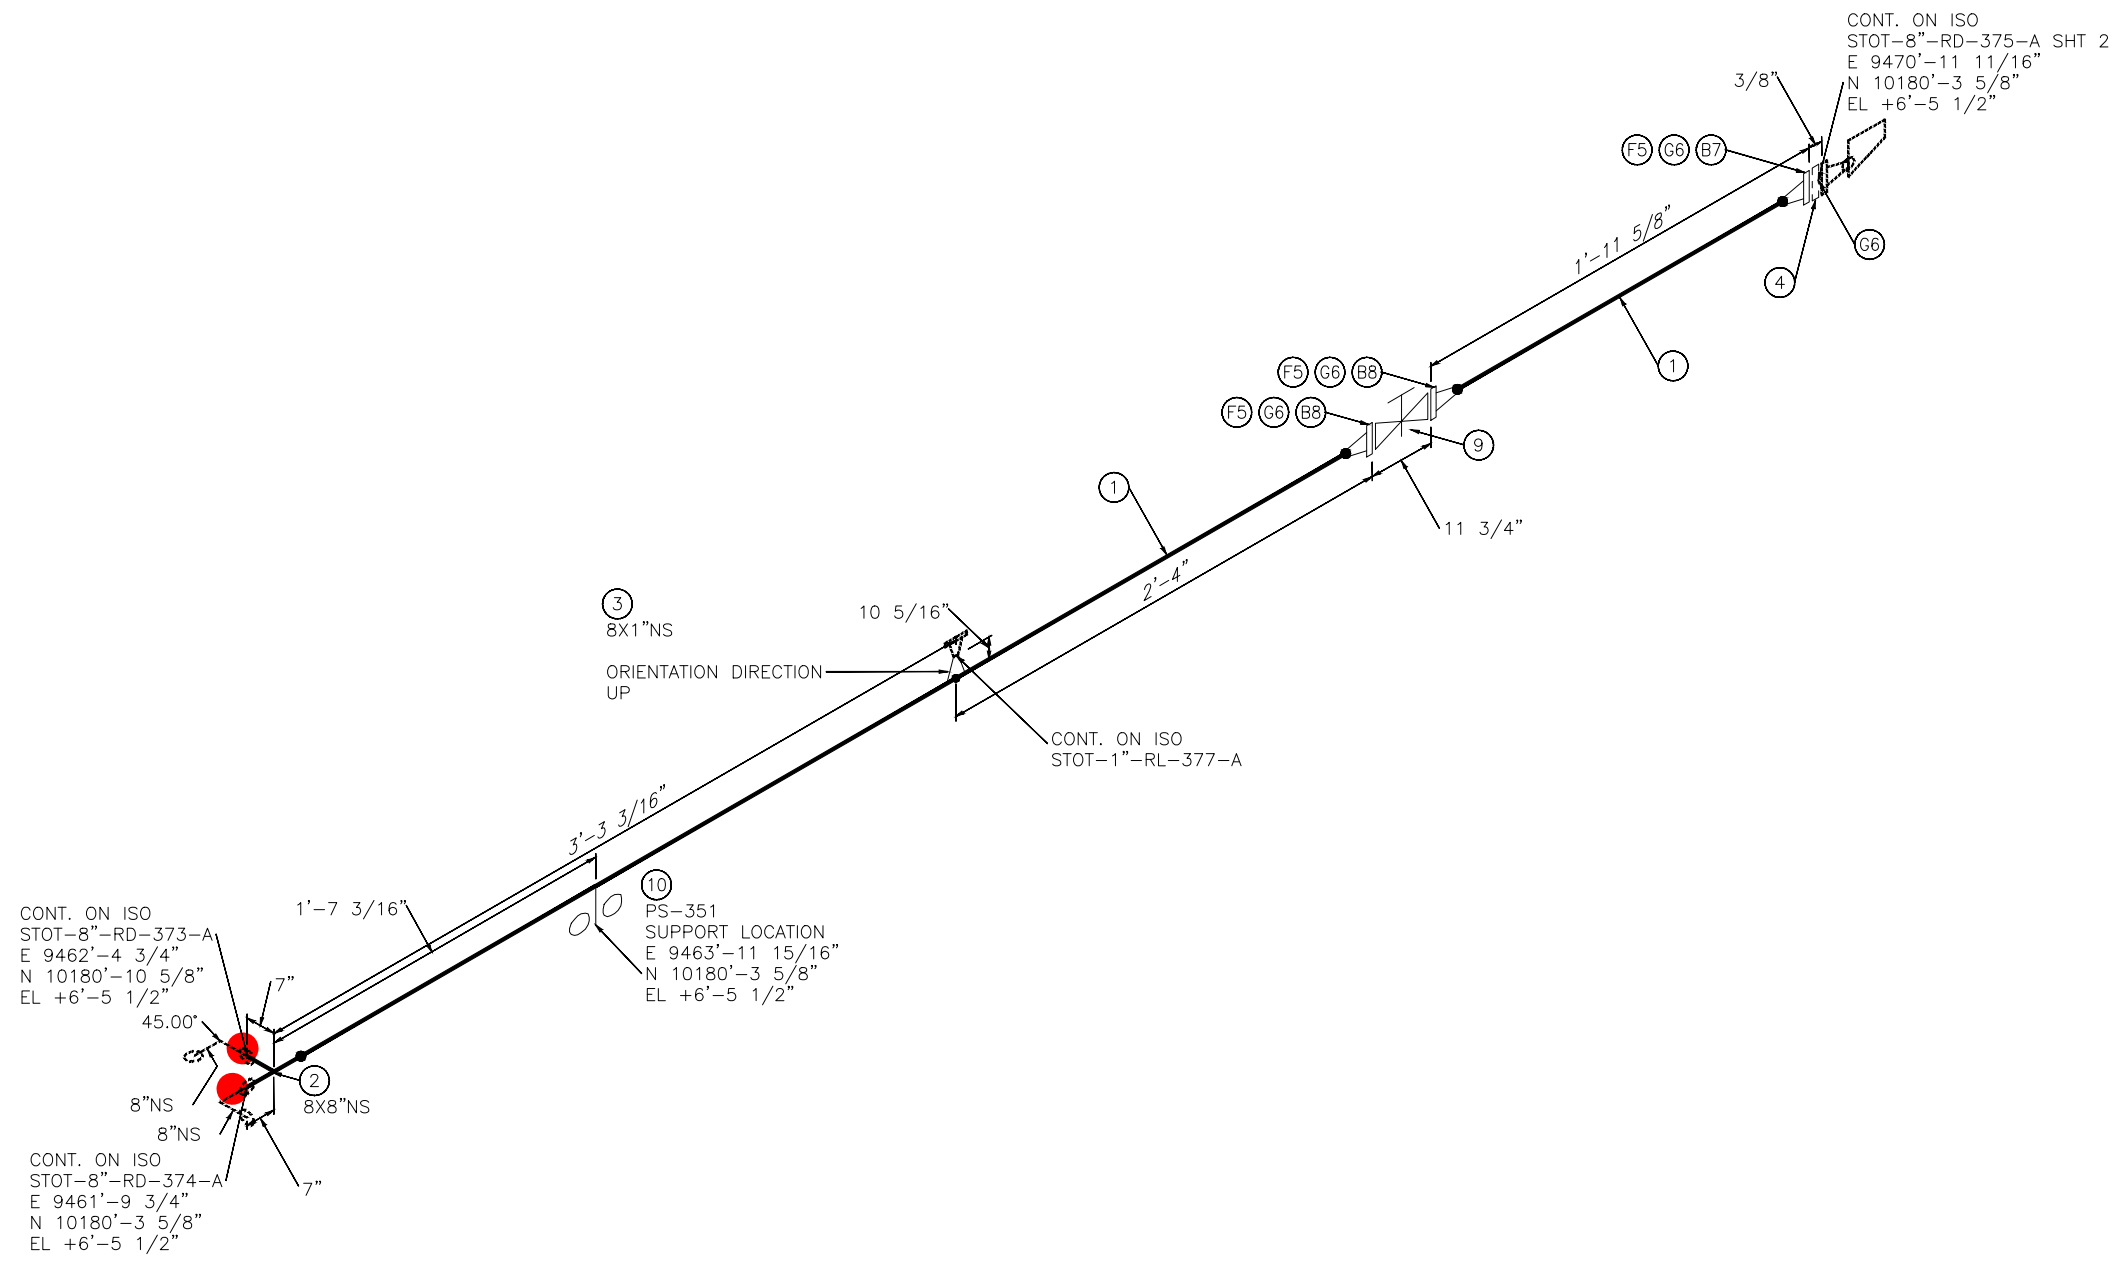 CONT. ON ISO
STOT-8"-RD-375-A SHT 2
E 9470'-11 11/16"
N 10180'-3 5/8"
EL +6'-5 1/2"
3/8"
F5 G6 B7
G6
4
1'-11 5/8"
1
F5 G6 B8
F5 G6 B8
9
11 3/4"
1
2'-4"
3
8X1"NS
10 5/16"
ORIENTATION DIRECTION
UP
CONT. ON ISO
STOT-1"-RL-377-A
3'-3 3/16"
10
PS-351
SUPPORT LOCATION
E 9463'-11 15/16"
N 10180'-3 5/8"
EL +6'-5 1/2"
1'-7 3/16"
CONT. ON ISO
STOT-8"-RD-373-A
E 9462'-4 3/4"
N 10180'-10 5/8"
EL +6'-5 1/2"
7"
45.00°
2
8X8"NS
8"NS
8"NS
7"
CONT. ON ISO
STOT-8"-RD-374-A
E 9461'-9 3/4"
N 10180'-3 5/8"
EL +6'-5 1/2"